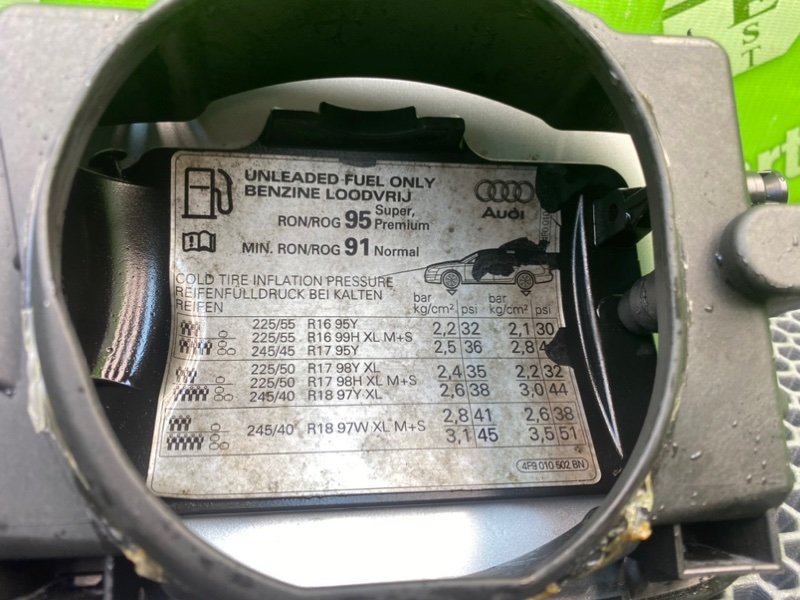 UNLEADED FUEL ONLY
BENZINE LOODVRIJ
RON/ROG 95 Super, Premium
MIN. RON/ROG 91 Normal
Audi
COLD TIRE INFLATION PRESSURE
REIFENFÜLLDRUCK BEI KALTEN
REIFEN
bar kg/cm² psi bar kg/cm² psi
225/55 R16 95Y
225/55 R16 99H XL M+S
245/45 R17 95Y
2,2 32 2,1 30
2,5 36 2,8
225/50 R17 98Y XL
225/50 R17 98H XL M+S
245/40 R18 97Y XL
2,4 35 2,2 32
2,6 38 3,0 44
245/40 R18 97W XL M+S
2,8 41 2,6 38
3,1 45 3,5 51
4F9 010 502 BN
EST